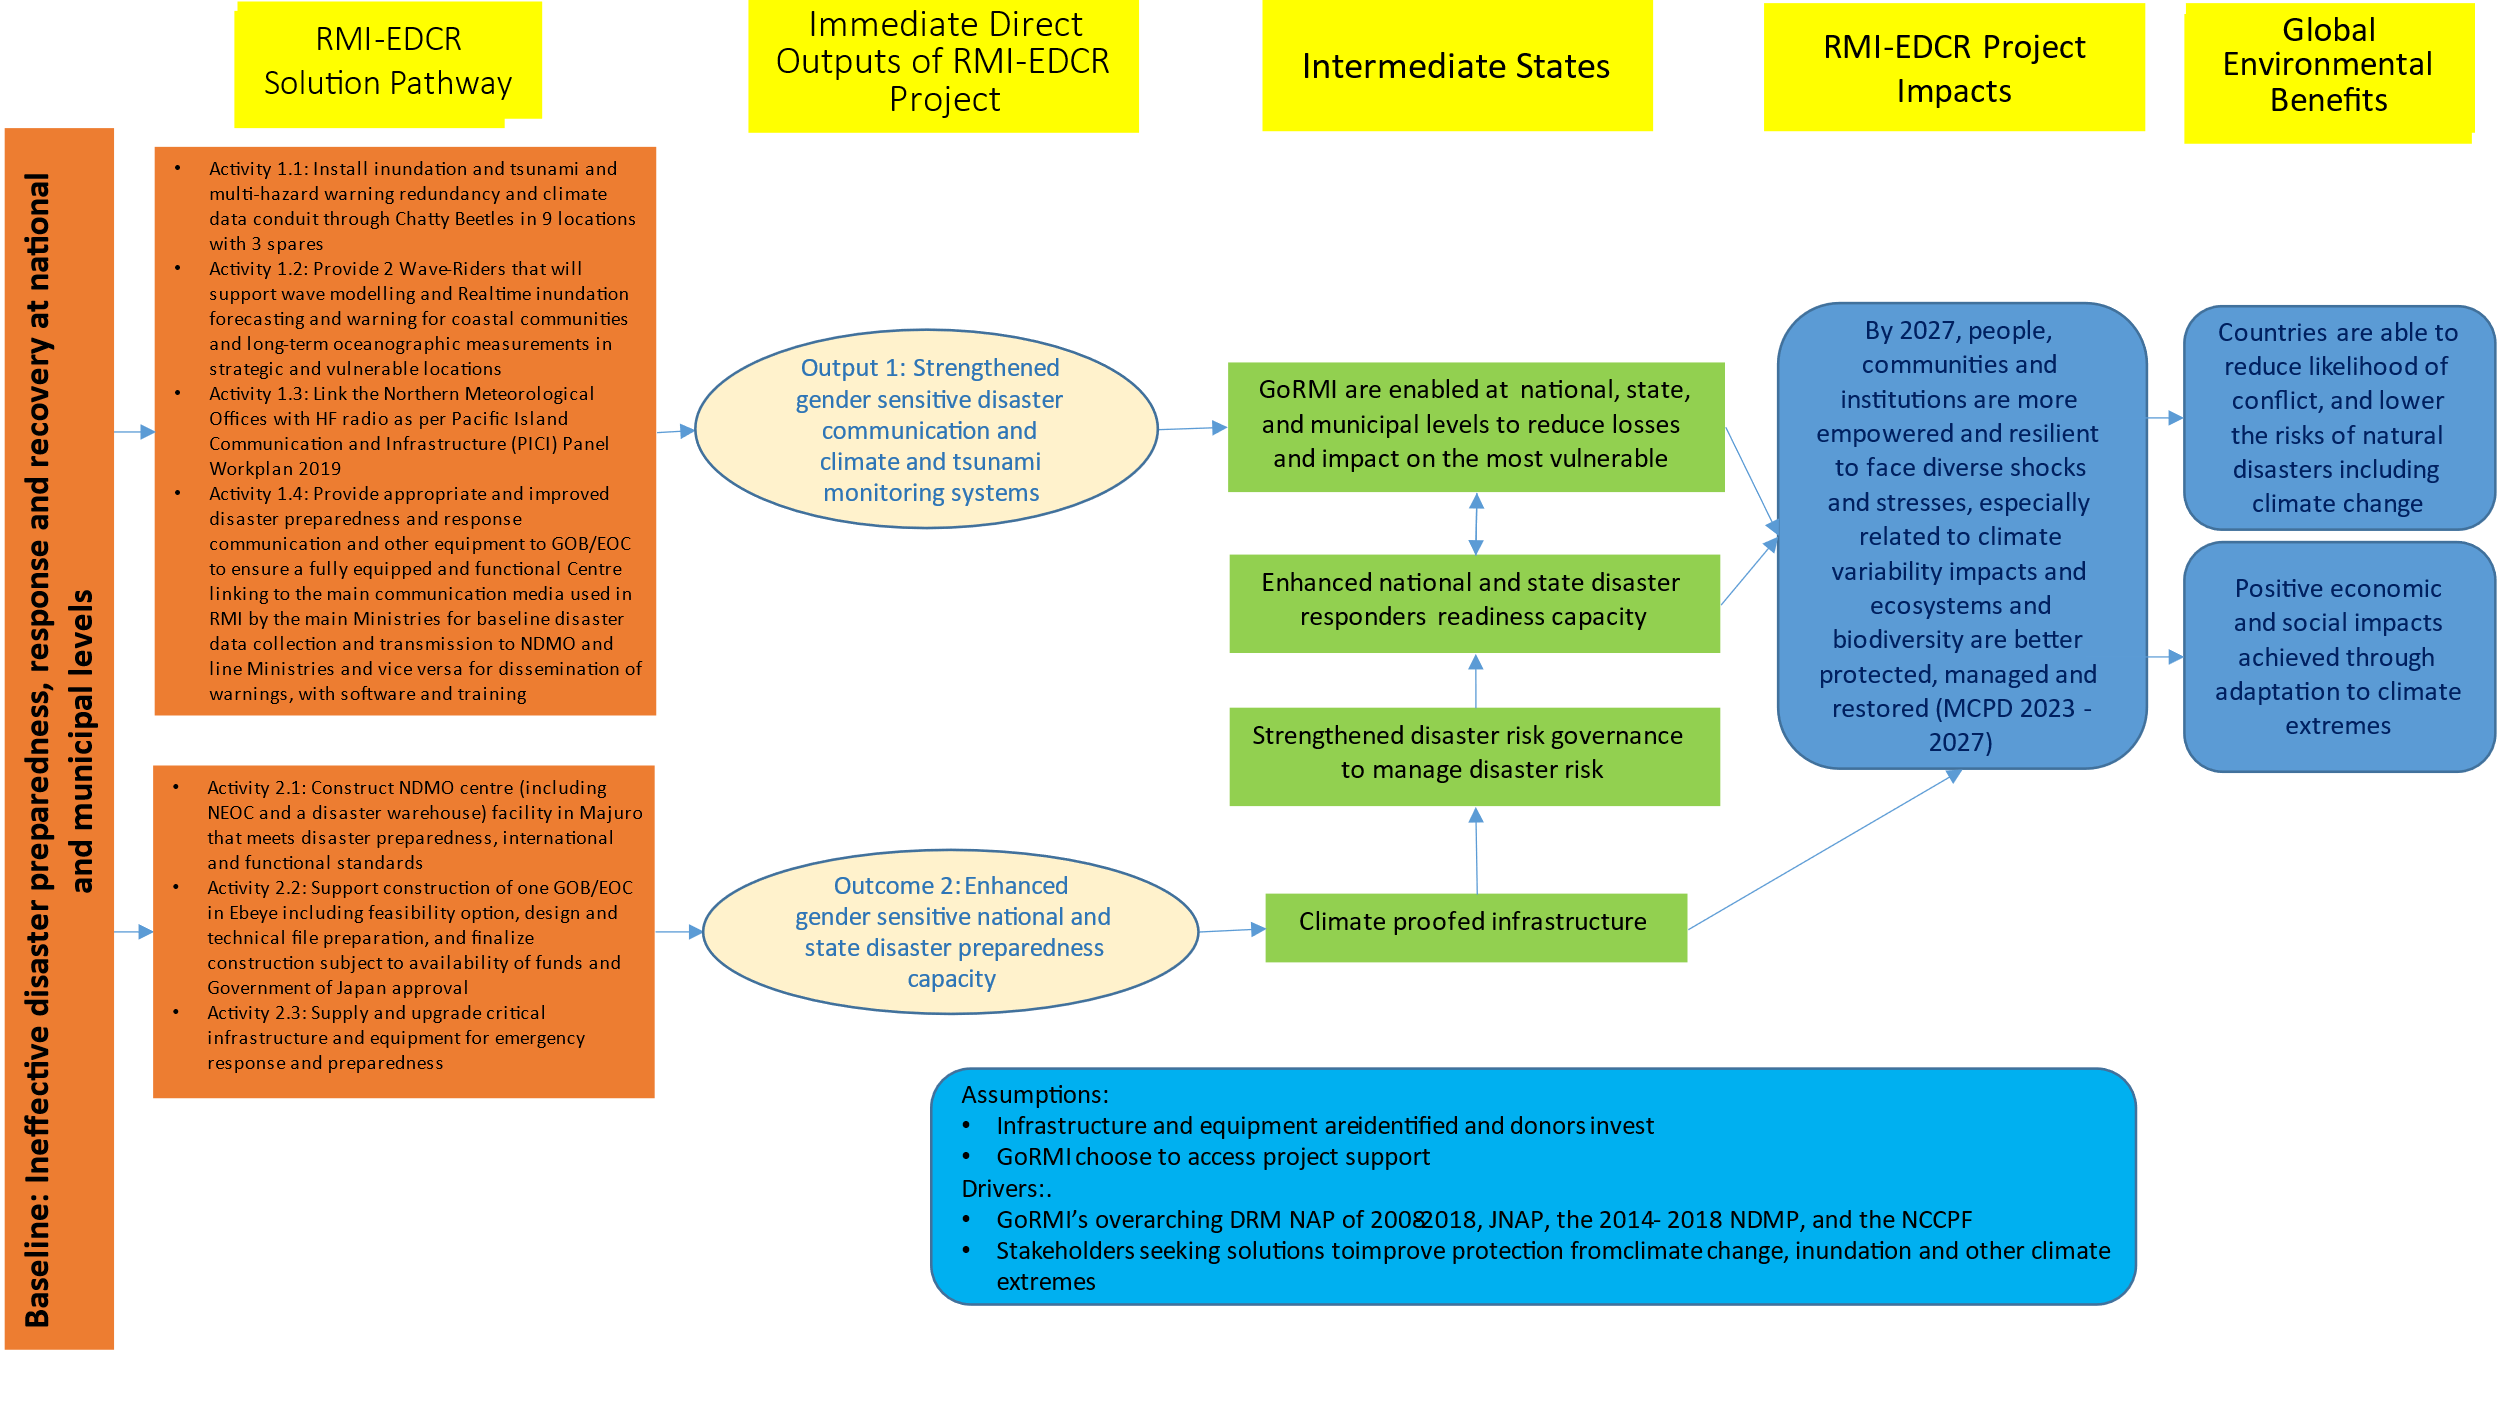 RMI-EDCR
Solution Pathway
Immediate Direct
Outputs of RMI-EDCR
Project
Intermediate States
RMI-EDCR Project
Impacts
Global
Environmental
Benefits
Baseline: Ineffective disaster preparedness, response and recovery at national
and municipal levels
• Activity 1.1: Install inundation and tsunami and
multi-hazard warning redundancy and climate
data conduit through Chatty Beetles in 9 locations
with 3 spares
• Activity 1.2: Provide 2 Wave-Riders that will
support wave modelling and Realtime inundation
forecasting and warning for coastal communities
and long-term oceanographic measurements in
strategic and vulnerable locations
• Activity 1.3: Link the Northern Meteorological
Offices with HF radio as per Pacific Island
Communication and Infrastructure (PICI) Panel
Workplan 2019
• Activity 1.4: Provide appropriate and improved
disaster preparedness and response
communication and other equipment to GOB/EOC
to ensure a fully equipped and functional Centre
linking to the main communication media used in
RMI by the main Ministries for baseline disaster
data collection and transmission to NDMO and
line Ministries and vice versa for dissemination of
warnings, with software and training
• Activity 2.1: Construct NDMO centre (including
NEOC and a disaster warehouse) facility in Majuro
that meets disaster preparedness, international
and functional standards
• Activity 2.2: Support construction of one GOB/EOC
in Ebeye including feasibility option, design and
technical file preparation, and finalize
construction subject to availability of funds and
Government of Japan approval
• Activity 2.3: Supply and upgrade critical
infrastructure and equipment for emergency
response and preparedness
Output 1: Strengthened
gender sensitive disaster
communication and
climate and tsunami
monitoring systems
Outcome 2: Enhanced
gender sensitive national and
state disaster preparedness
capacity
GoRMI are enabled at national, state,
and municipal levels to reduce losses
and impact on the most vulnerable
Enhanced national and state disaster
responders readiness capacity
Strengthened disaster risk governance
to manage disaster risk
Climate proofed infrastructure
By 2027, people,
communities and
institutions are more
empowered and resilient
to face diverse shocks
and stresses, especially
related to climate
variability impacts and
ecosystems and
biodiversity are better
protected, managed and
restored (MCPD 2023 -
2027)
Countries are able to
reduce likelihood of
conflict, and lower
the risks of natural
disasters including
climate change
Positive economic
and social impacts
achieved through
adaptation to climate
extremes
Assumptions:
• Infrastructure and equipment areidentified and donors invest
• GoRMI choose to access project support
Drivers:.
• GoRMI's overarching DRM NAP of 2008-2018, JNAP, the 2014- 2018 NDMP, and the NCCPF
• Stakeholders seeking solutions toimprove protection fromclimate change, inundation and other climate
extremes